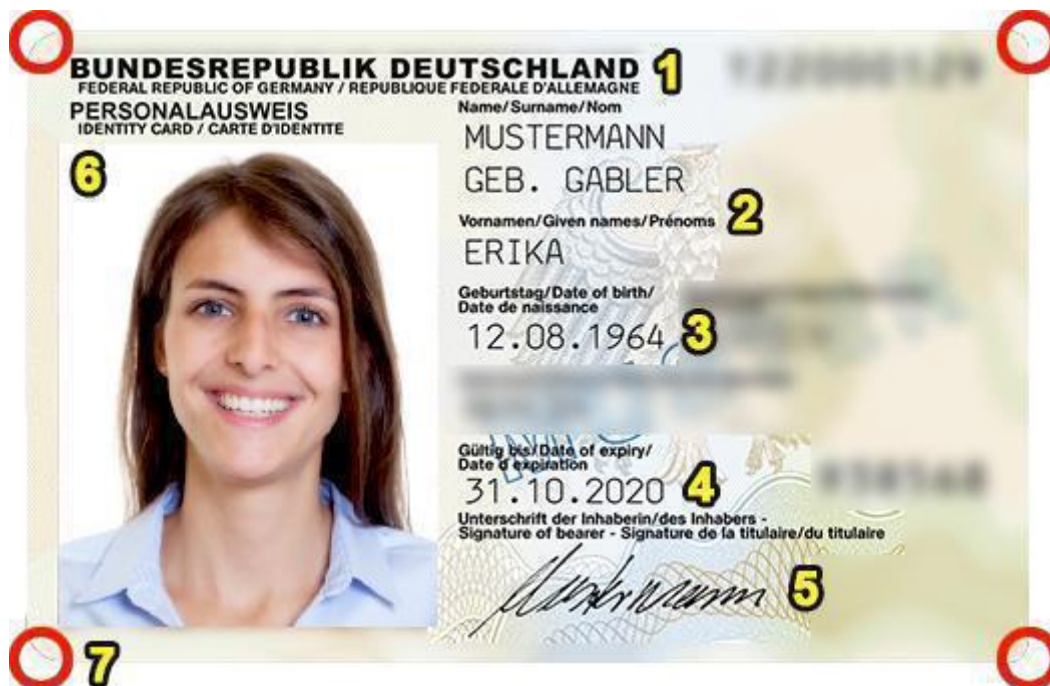 BUNDESREPUBLIK DEUTSCHLAND 1
FEDERAL REPUBLIC OF GERMANY / REPUBLIQUE FEDERALE D'ALLEMAGNE
PERSONALAUSWEIS
IDENTITY CARD / CARTE D'IDENTITE
6
Name/Surname/Nom
MUSTERMANN
GEB. GABLER
Vornamen/Given names/Prénoms 2
ERIKA
Geburtstag/Date of birth/
Date de naissance
12.08.1964 3
Gültig bis/Date of expiry/
Date d'expiration
31.10.2020 4
Unterschrift der Inhaberin/des Inhabers -
Signature of bearer - Signature de la titulaire/du titulaire
Mustermann 5
7